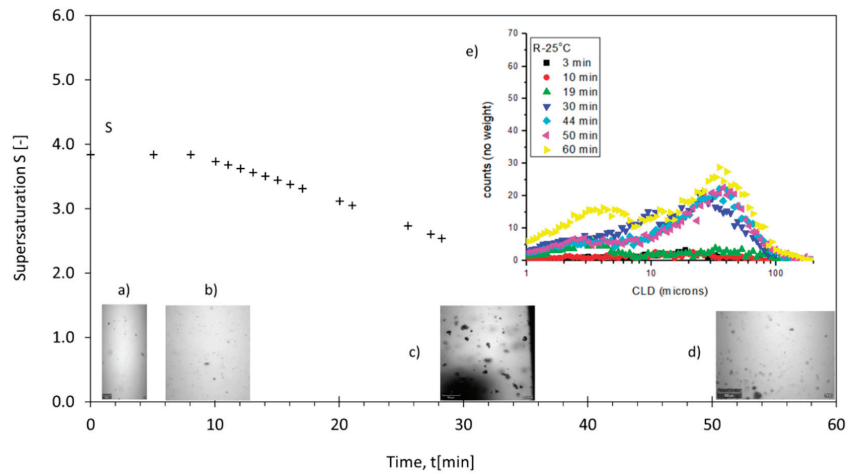 6.0
5.0
4.0
3.0
2.0
1.0
0.0
Supersaturation S [-]
S
a)
b)
c)
d)
e)
70
60
50
40
30
20
10
0
counts (no weight)
R-25°C
3 min
10 min
19 min
30 min
44 min
50 min
60 min
1
10
100
CLD (microns)
0
10
20
30
40
50
60
Time, t[min]